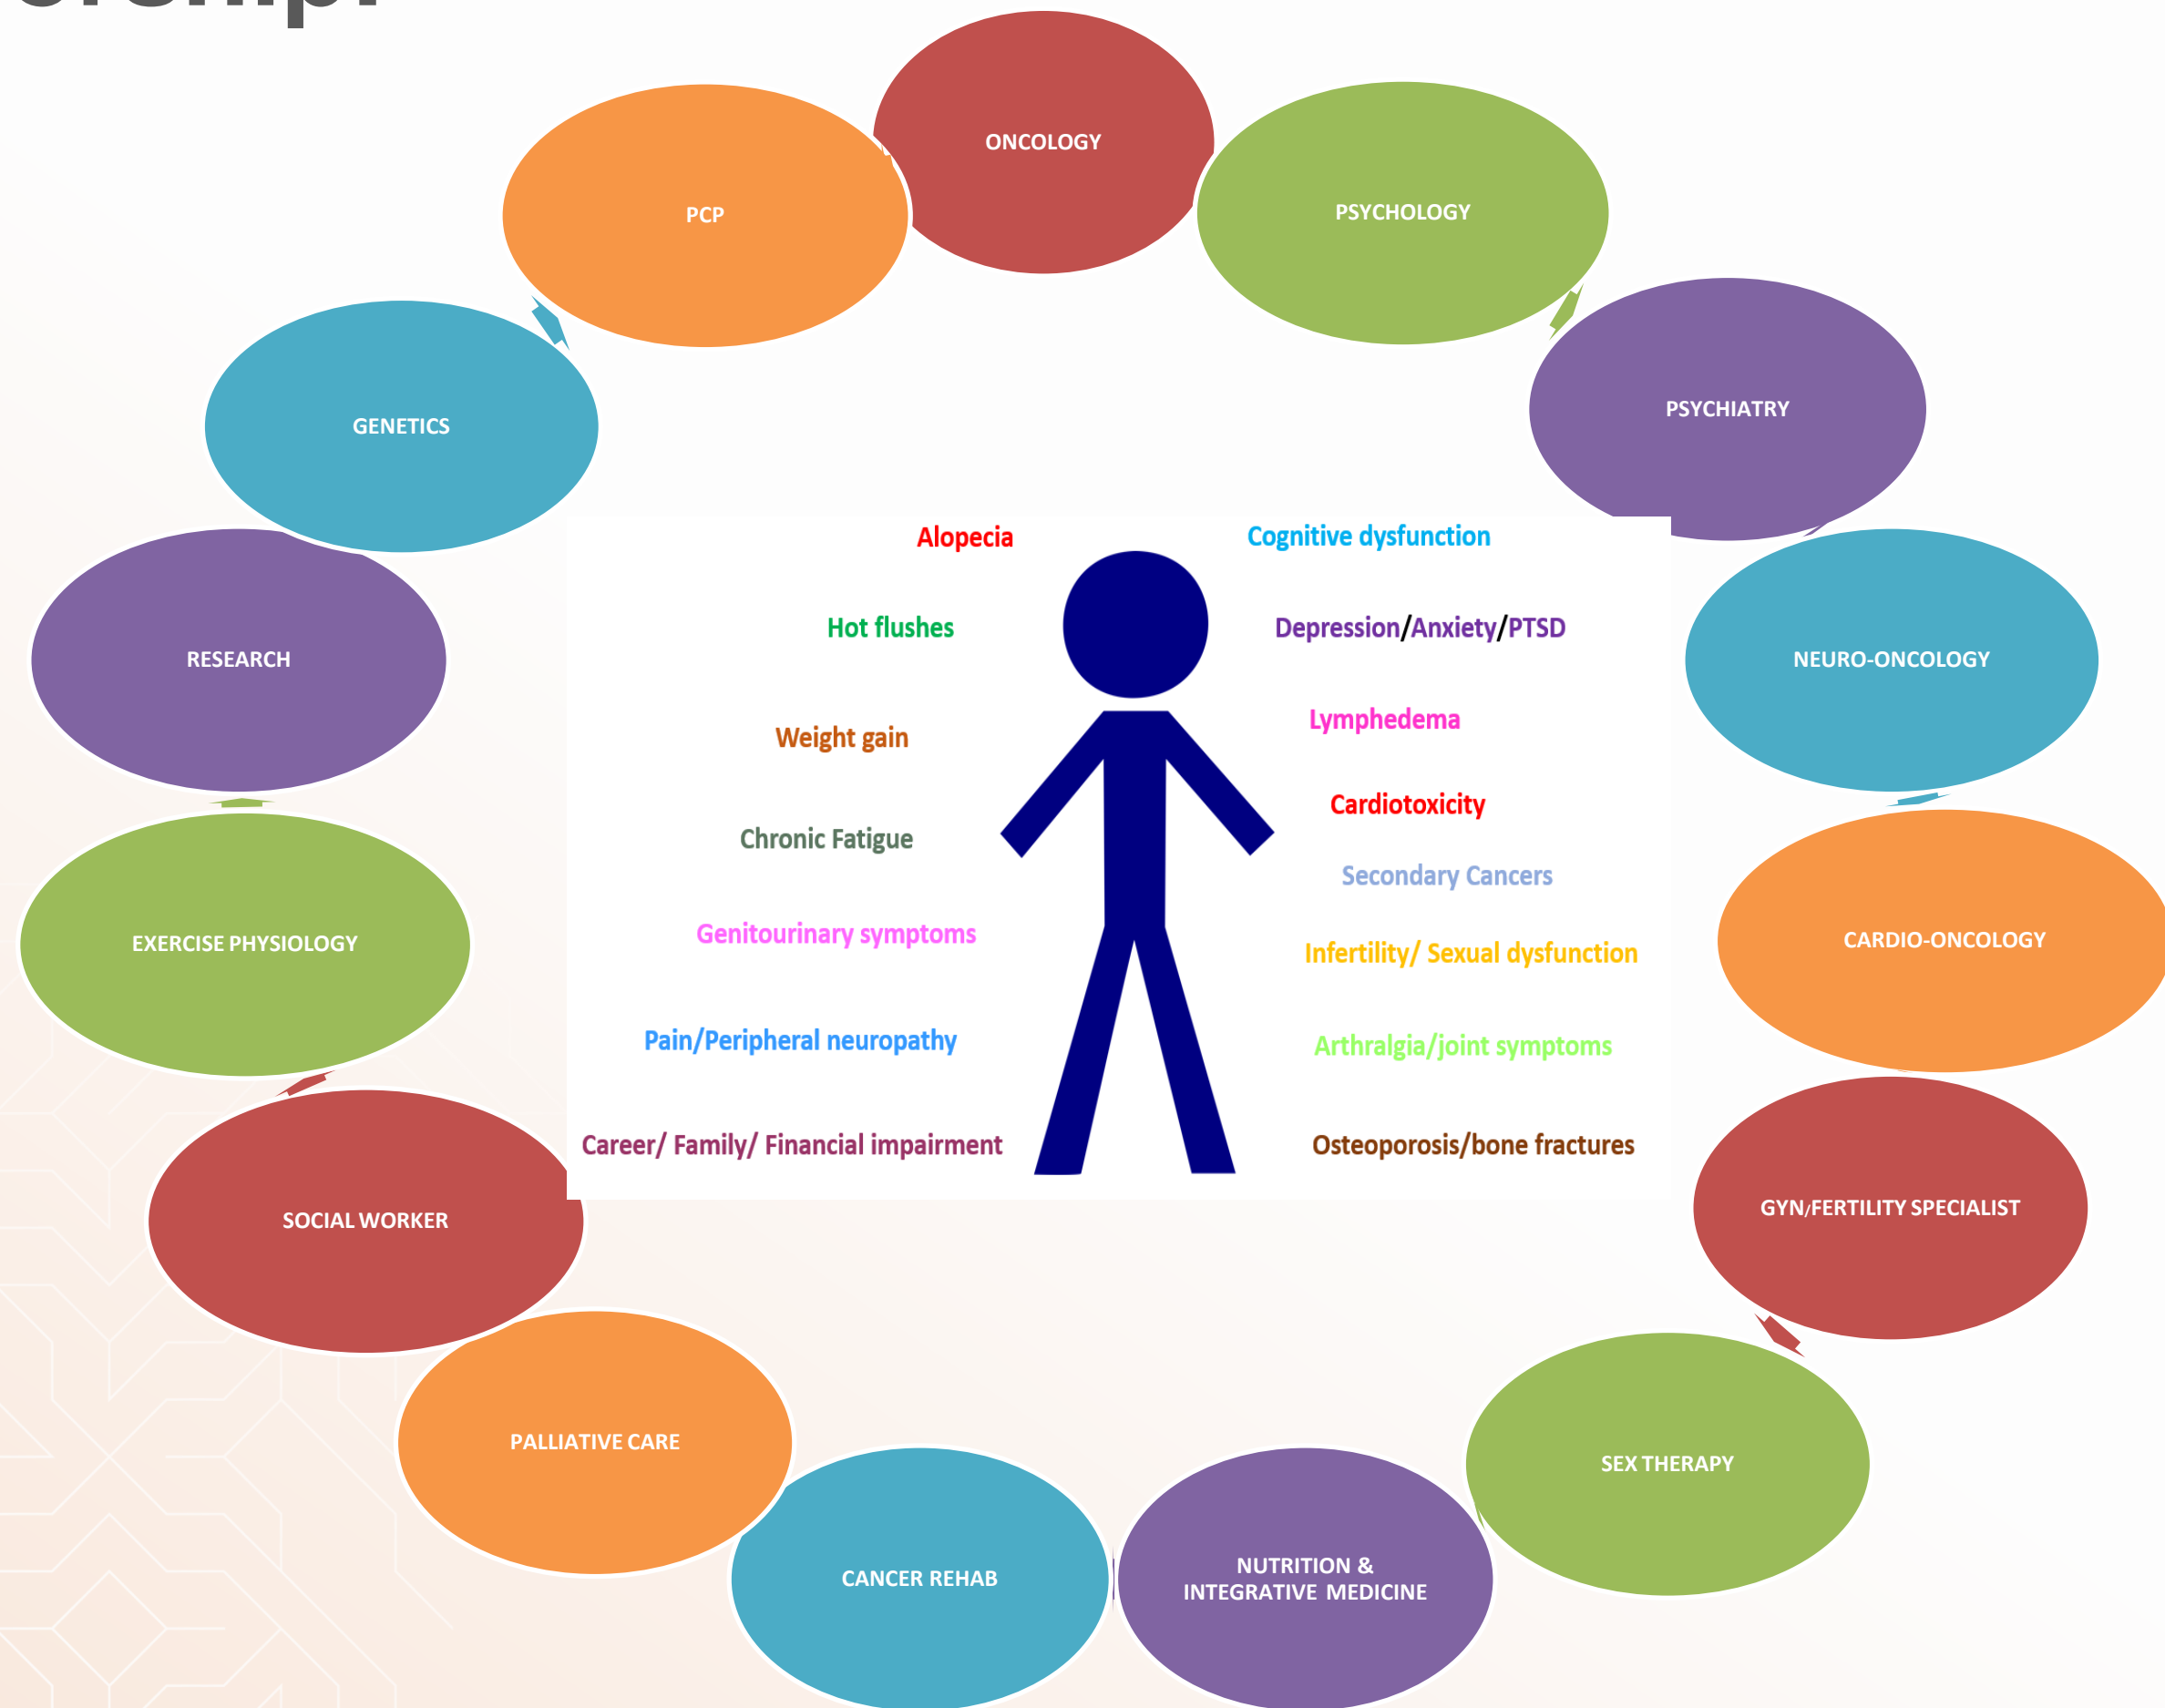 ONCOLOGY
PSYCHOLOGY
PCP
PSYCHIATRY
GENETICS
NEURO-ONCOLOGY
RESEARCH
CARDIO-ONCOLOGY
EXERCISE PHYSIOLOGY
GYN/FERTILITY SPECIALIST
SOCIAL WORKER
SEX THERAPY
PALLIATIVE CARE
NUTRITION &
INTEGRATIVE MEDICINE
CANCER REHAB
Alopecia
Hot flushes
Weight gain
Chronic Fatigue
Genitourinary symptoms
Pain/Peripheral neuropathy
Career/ Family/ Financial impairment
Cognitive dysfunction
Depression/Anxiety/PTSD
Lymphedema
Cardiotoxicity
Secondary Cancers
Infertility/ Sexual dysfunction
Arthralgia/joint symptoms
Osteoporosis/bone fractures